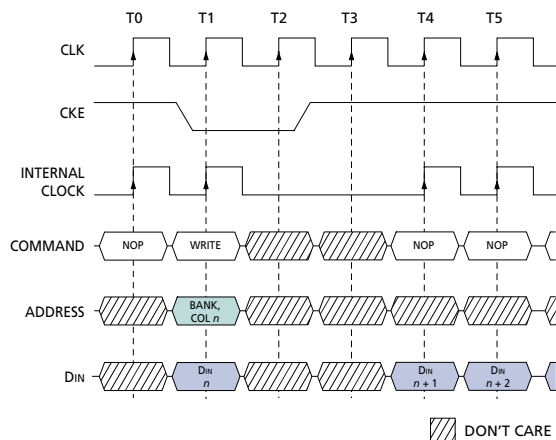 T0 T1 T2 T3 T4 T5
CLK
CKE
INTERNAL
CLOCK
COMMAND NOP WRITE NOP NOP
ADDRESS BANK,
COL n
DIN DIN
n DIN
n + 1 DIN
n + 2
DON'T CARE